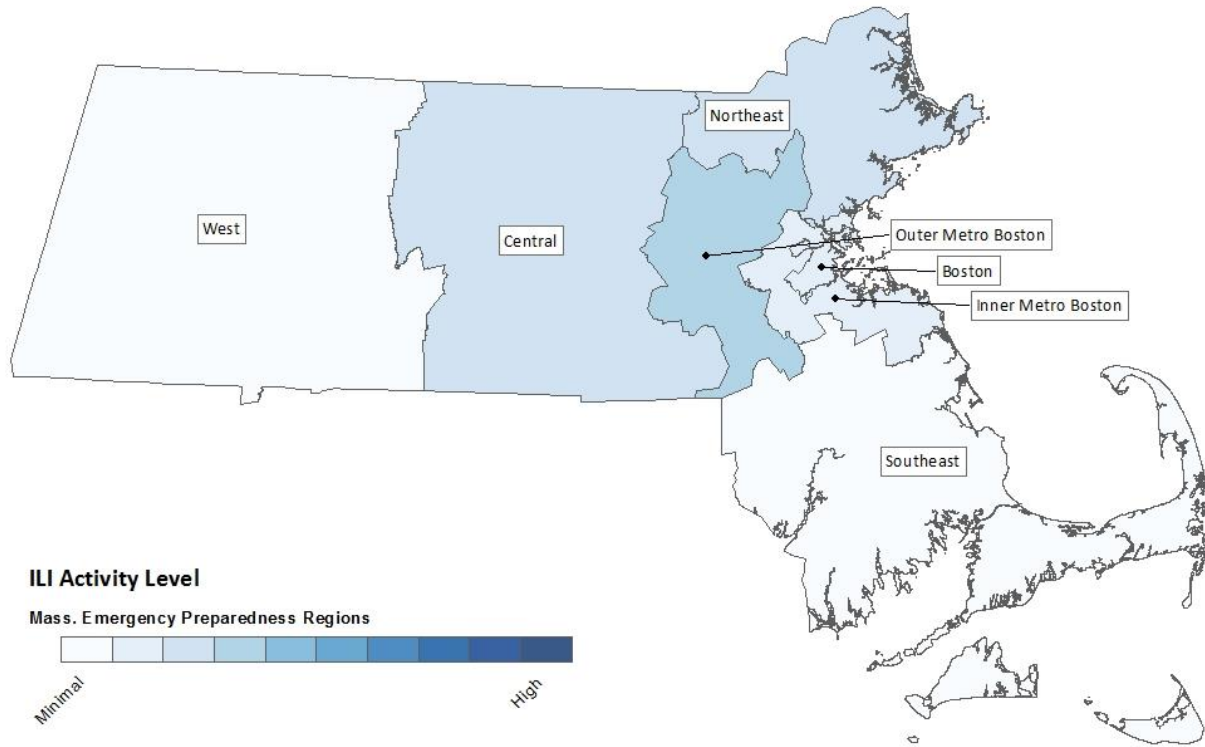 Northeast
West
Central
Outer Metro Boston
Boston
Inner Metro Boston
Southeast
ILI Activity Level
Mass. Emergency Preparedness Regions
Minimal
High